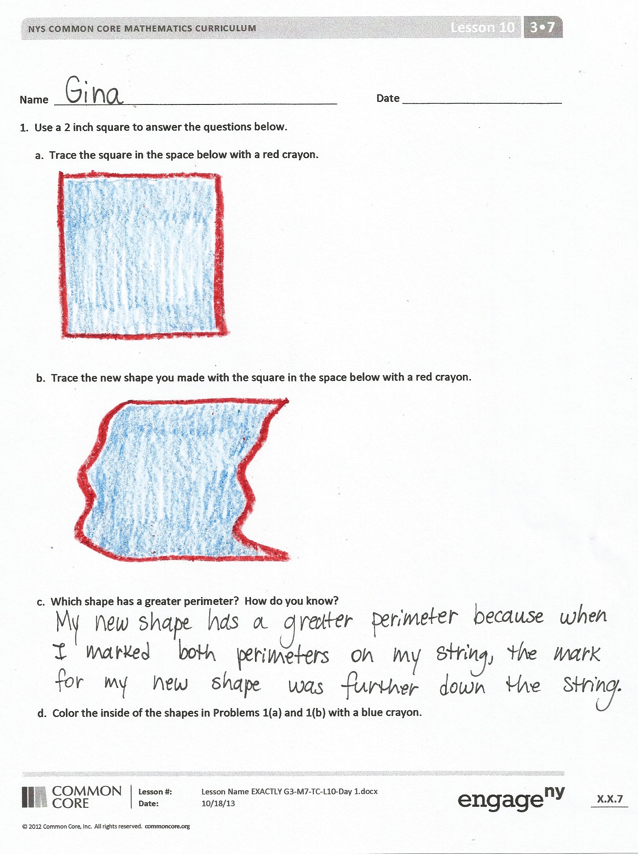 NYS COMMON CORE MATHEMATICS CURRICULUM
Lesson 10
3•7
Name Gina
Date
1. Use a 2 inch square to answer the questions below.
a. Trace the square in the space below with a red crayon.
b. Trace the new shape you made with the square in the space below with a red crayon.
c. Which shape has a greater perimeter? How do you know?
My new shape has a greater perimeter because when
I marked both perimeters on my string, the mark
for my new shape was further down the string.
d. Color the inside of the shapes in Problems 1(a) and 1(b) with a blue crayon.
COMMON
CORE
Lesson #: Lesson Name EXACTLY G3-M7-TC-L10-Day 1.docx
Date: 10/18/13
engage ny
X.X.7
© 2012 Common Core, Inc. All rights reserved. commoncore.org